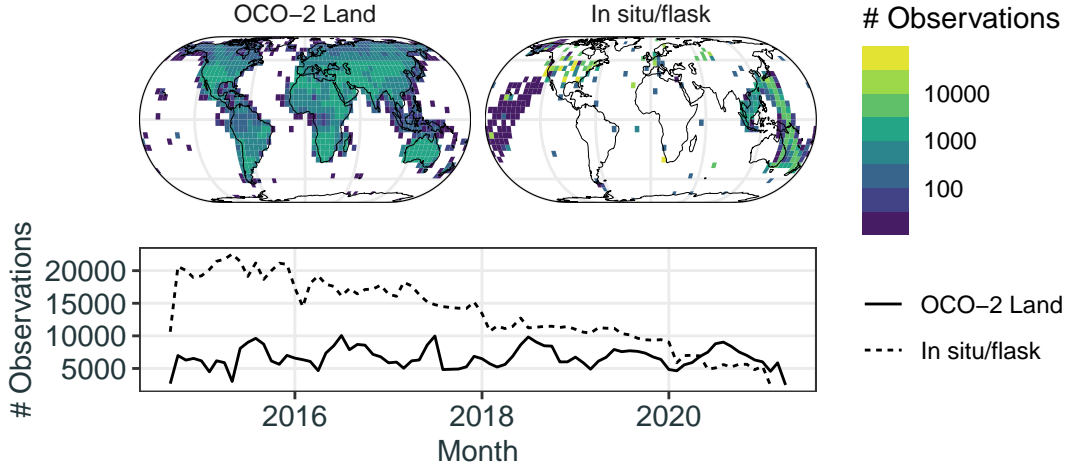 OCO−2 Land
In situ/flask
# Observations
10000
1000
100
# Observations
20000
15000
10000
5000
2016
2018
2020
Month
OCO−2 Land
In situ/flask